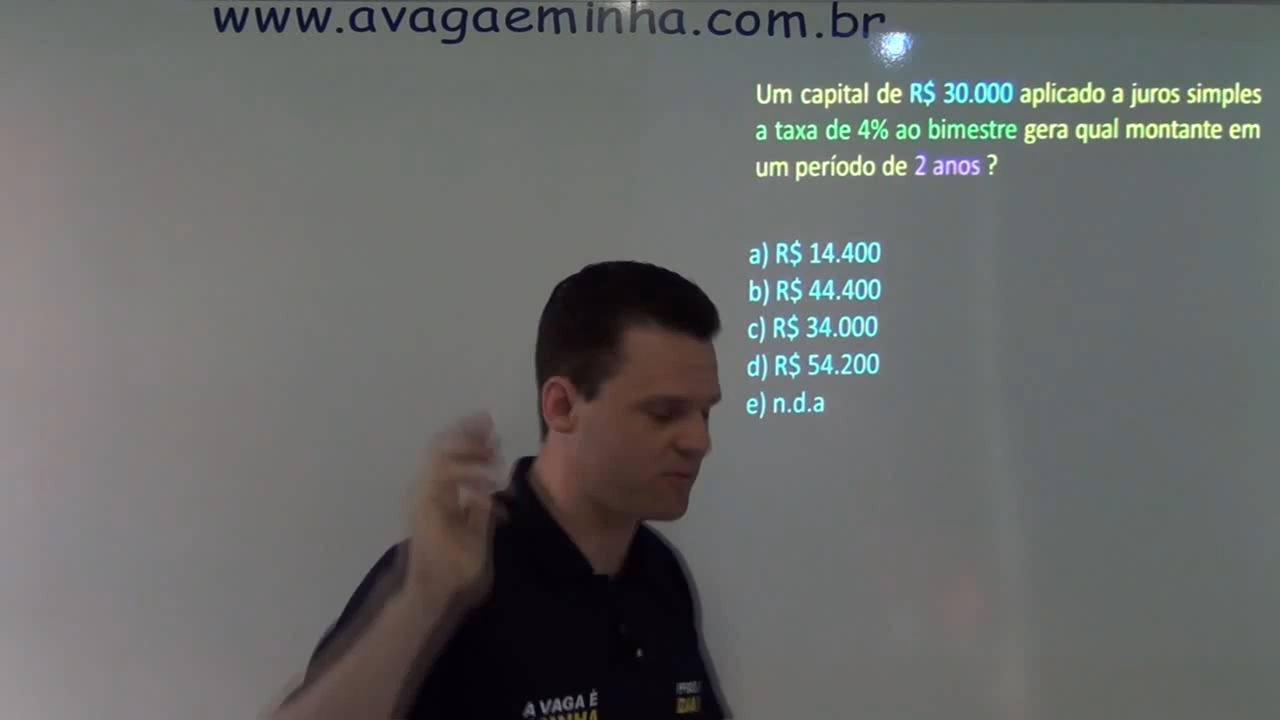 www.avagaeminha.com.br
Um capital de R$ 30.000 aplicado a juros simples
a taxa de 4% ao bimestre gera qual montante em
um período de 2 anos ?
a) R$ 14.400
b) R$ 44.400
c) R$ 34.000
d) R$ 54.200
e) n.d.a
A VAGA É